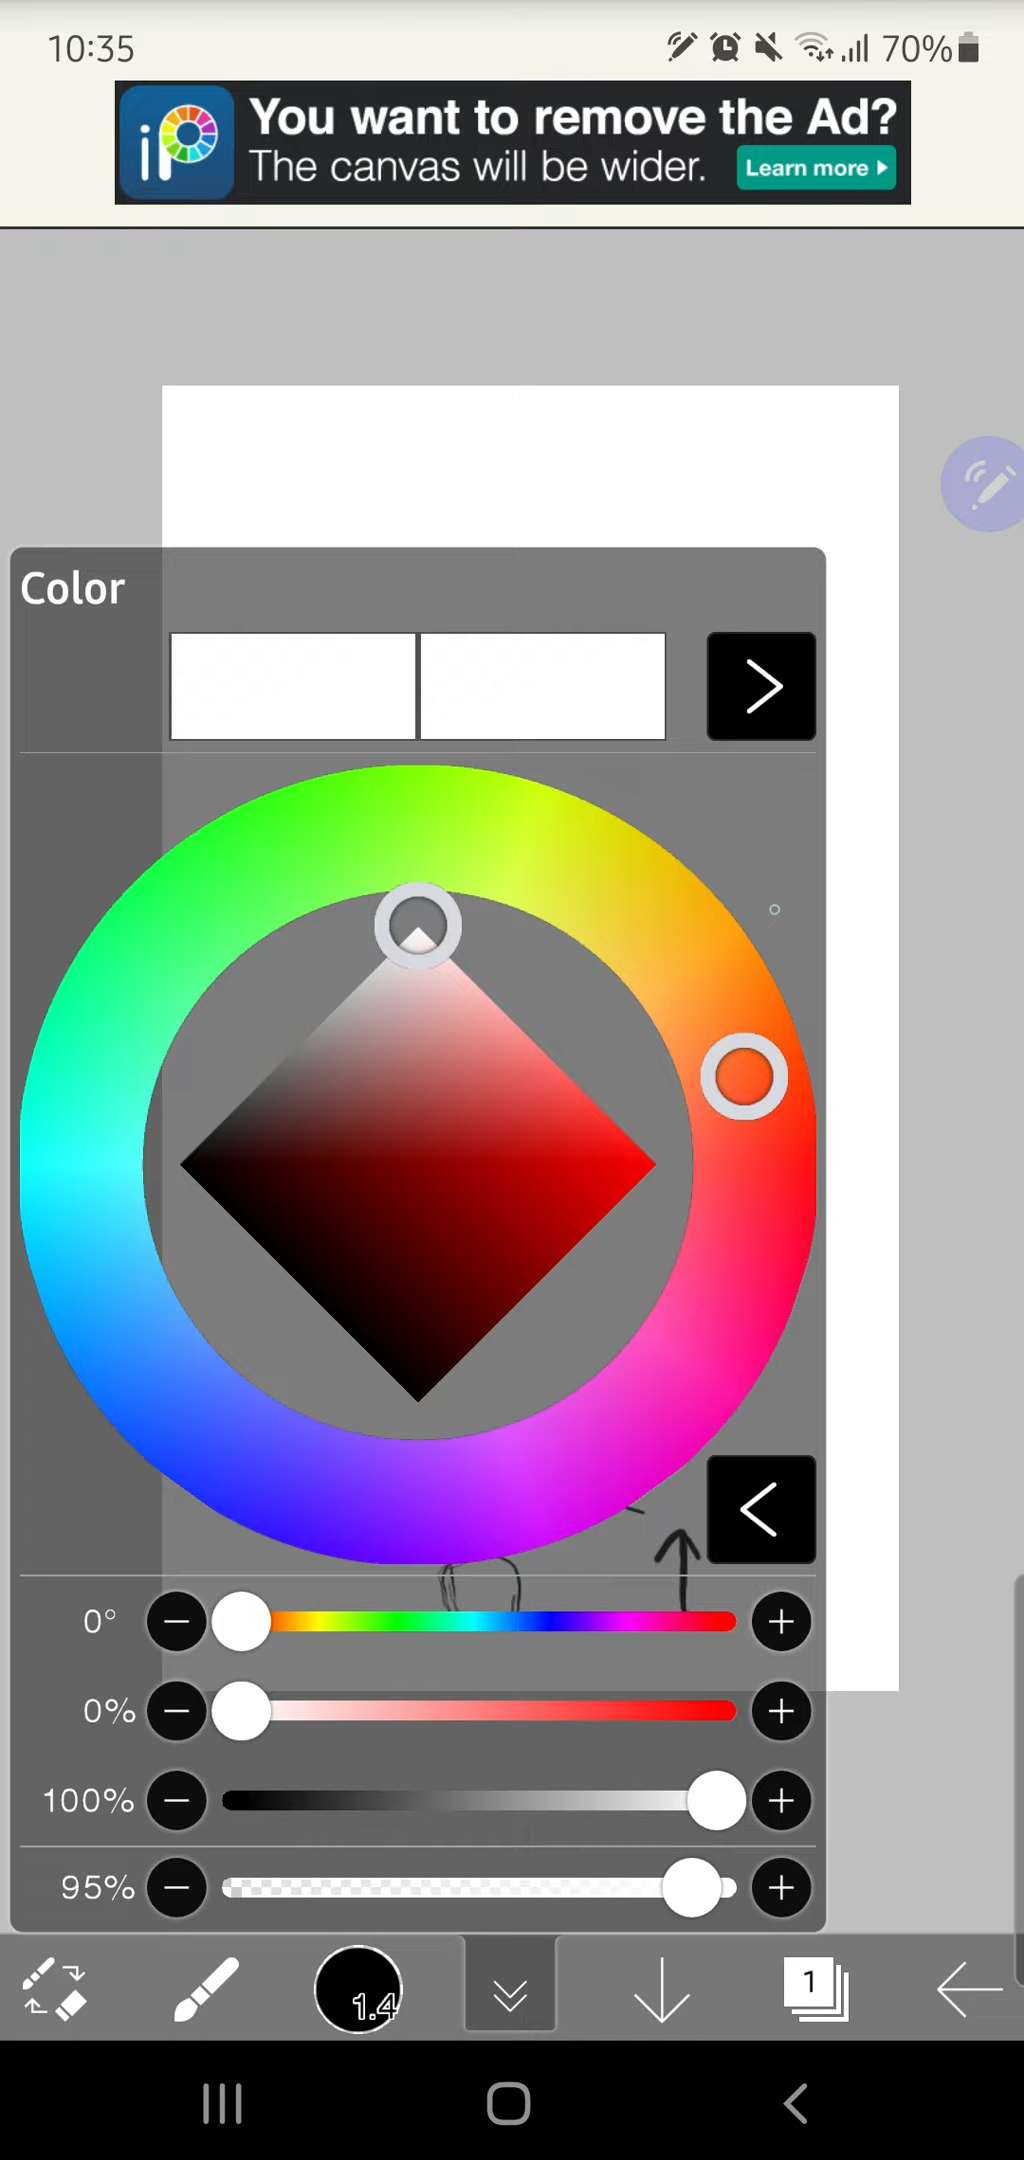 10:35
70%
iP
You want to remove the Ad?
The canvas will be wider.
Learn more
Color
0°
0%
100%
95%
1.4
1